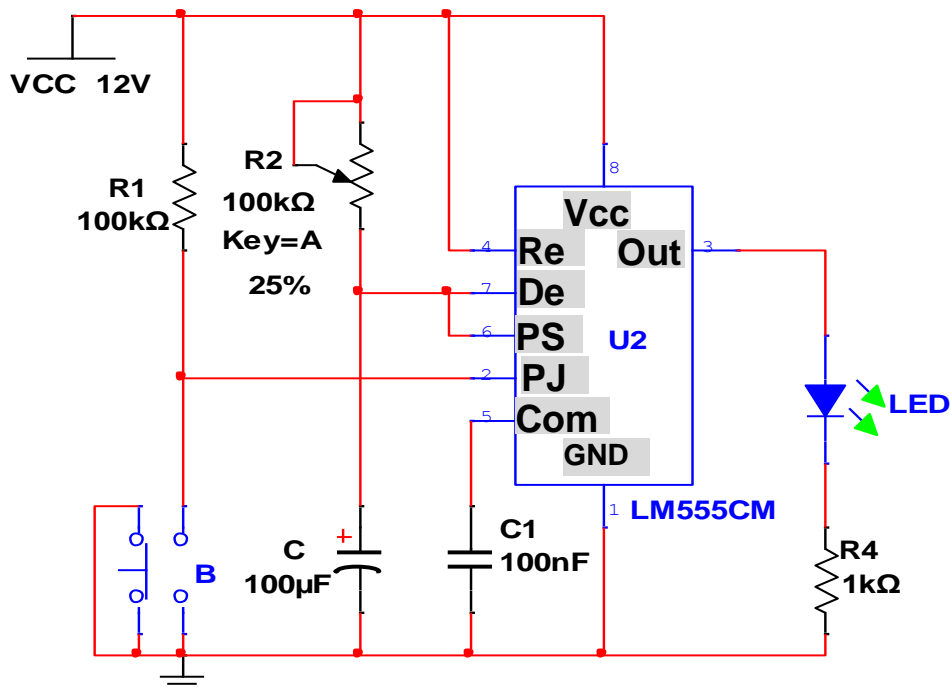 VCC 12V
R1
100kΩ
R2
100kΩ
Key=A
25%
8
Vcc
4
Re
Out
3
7
De
6
PS
U2
2
PJ
5
Com
GND
1
LM555CM
LED
B
+
C
100µF
C1
100nF
R4
1kΩ